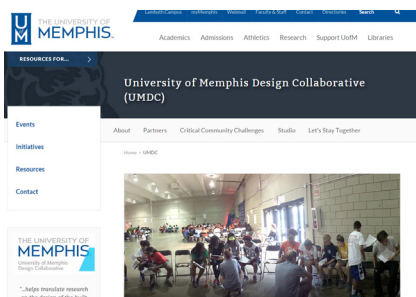 Lambuth Campus myMemphis Webmail Faculty & Staff Contact Directories Search
THE UNIVERSITY OF
MEMPHIS.
Academics Admissions Athletics Research Support UofM Libraries
RESOURCES FOR...
University of Memphis Design Collaborative
(UMDC)
Events
Initiatives
Resources
Contact
About Partners Critical Community Challenges Studio Let's Stay Together
Home > UMDC
THE UNIVERSITY OF
MEMPHIS
University of Memphis
Design Collaborative
"...helps translate research